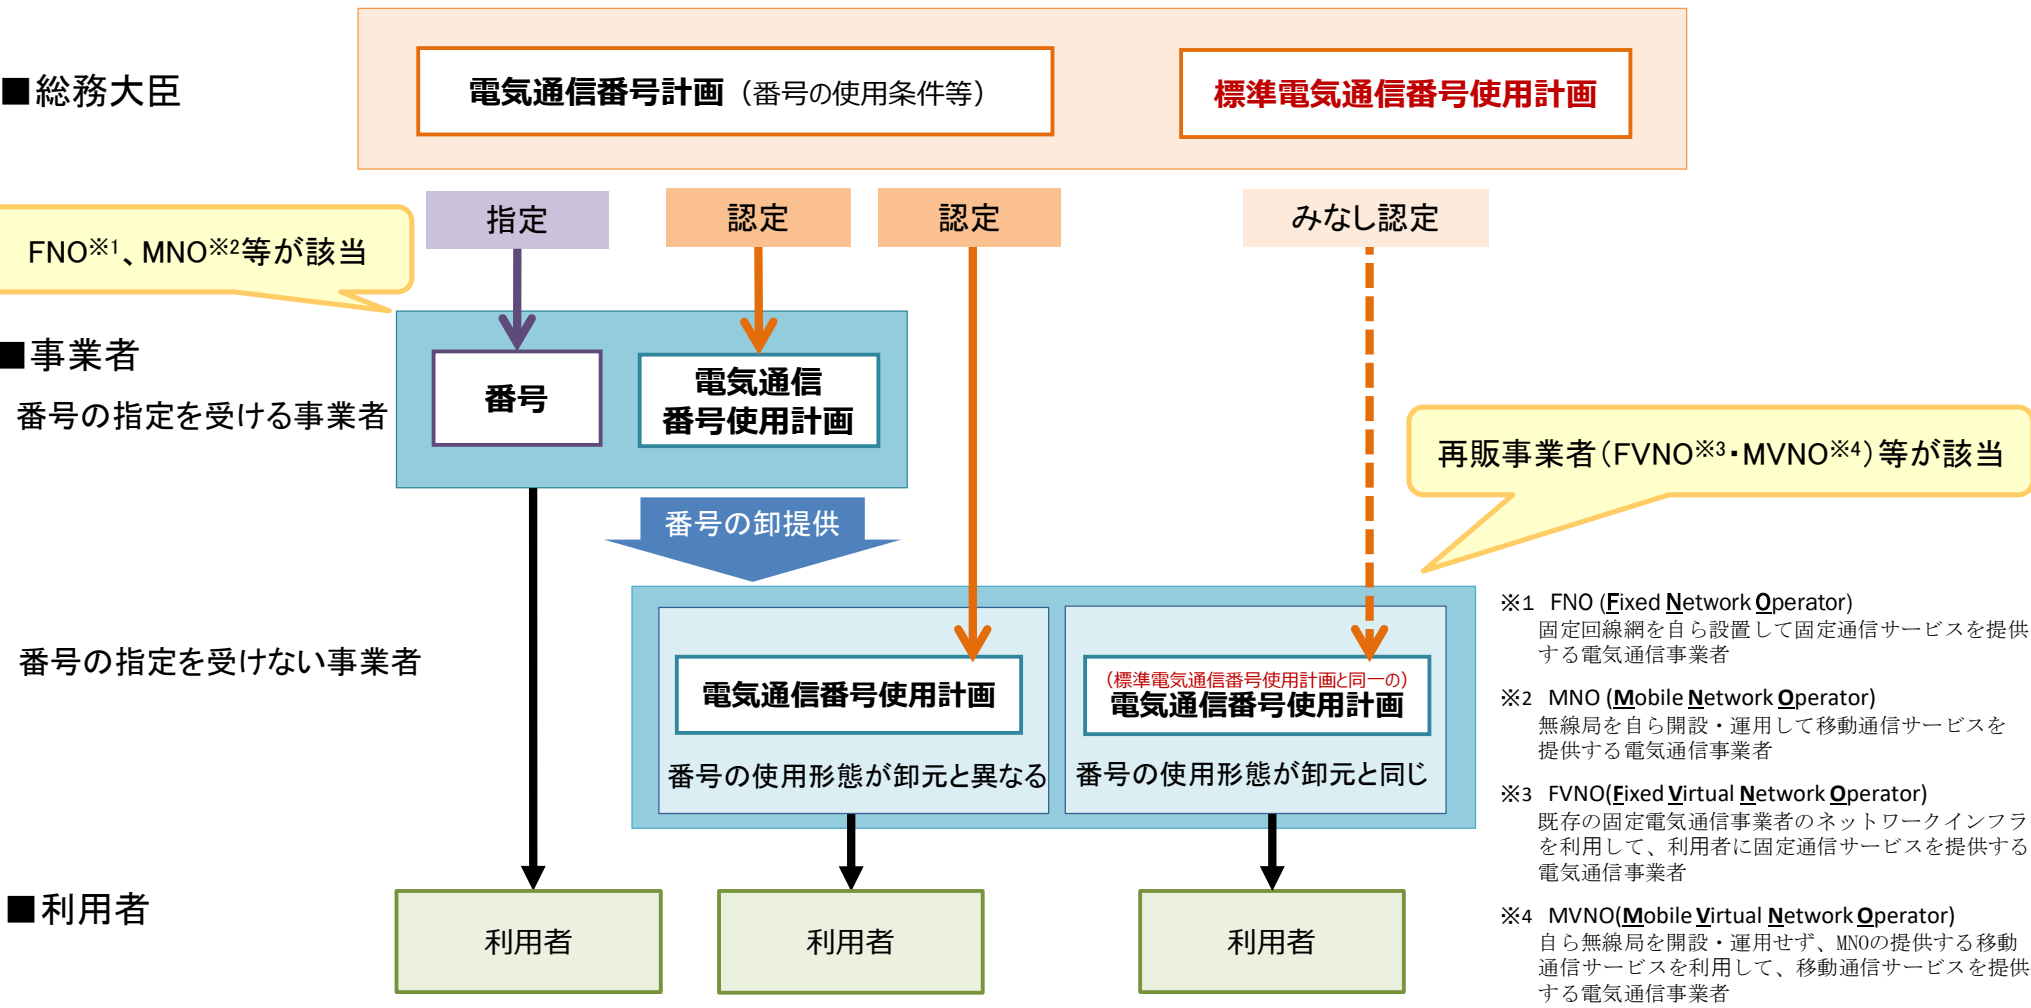 ■総務大臣
電気通信番号計画（番号の使用条件等）
標準電気通信番号使用計画
指定
認定
認定
みなし認定
FNO※1、MNO※2等が該当
■事業者
番号の指定を受ける事業者
番号
電気通信
番号使用計画
再販事業者（FVNO※3・MVNO※4）等が該当
番号の卸提供
番号の指定を受けない事業者
電気通信番号使用計画
番号の使用形態が卸元と異なる
（標準電気通信番号使用計画と同一の）
電気通信番号使用計画
番号の使用形態が卸元と同じ
■利用者
利用者
利用者
利用者
※1 FNO (Fixed Network Operator)
固定回線網を自ら設置して固定通信サービスを提供
する電気通信事業者
※2 MNO (Mobile Network Operator)
無線局を自ら開設・運用して移動通信サービスを
提供する電気通信事業者
※3 FVNO(Fixed Virtual Network Operator)
既存の固定電気通信事業者のネットワークインフラ
を利用して、利用者に固定通信サービスを提供する
電気通信事業者
※4 MVNO(Mobile Virtual Network Operator)
自ら無線局を開設・運用せず、MNOの提供する移動
通信サービスを利用して、移動通信サービスを提供
する電気通信事業者